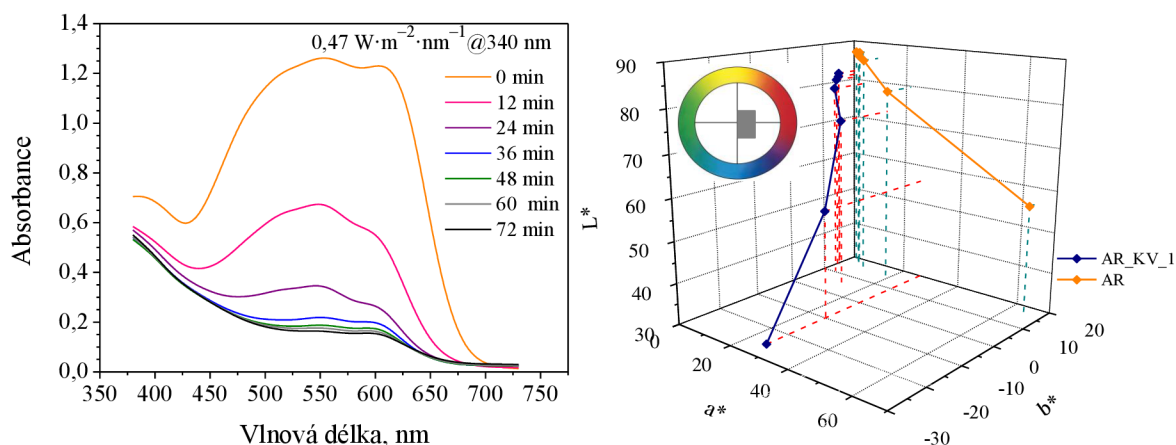 1,4
1,2
1,0
0,8
0,6
0,4
0,2
0,0
Absorbance
350 400 450 500 550 600 650 700 750
Vlnová délka, nm
0,47 W·m⁻²·nm⁻¹@340 nm
0 min
12 min
24 min
36 min
48 min
60 min
72 min
90
80
70
60
50
40
30
L*
0
20
40
60
a*
-30
-20
-10
0
10
20
b*
AR_KV_1
AR